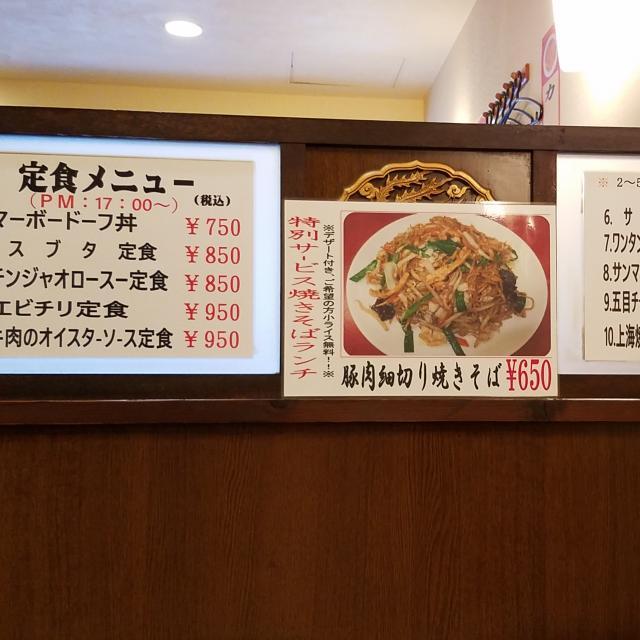 定食メニュー
(PM:17:00～) (税込)
マーボードーフ丼 ￥750
スブタ 定食 ￥850
チンジャオロースー定食 ￥850
エビチリ定食 ￥950
牛肉のオイスターソース定食 ￥950
特別サービス焼きそばランチ
※デザート付き、ご希望の方小ライス無料！！※
豚肉細切り焼きそば ¥650
カ
※ 2～5
6. サ
7.ワンタン
8.サンマ
9.五目チ
10.上海焼